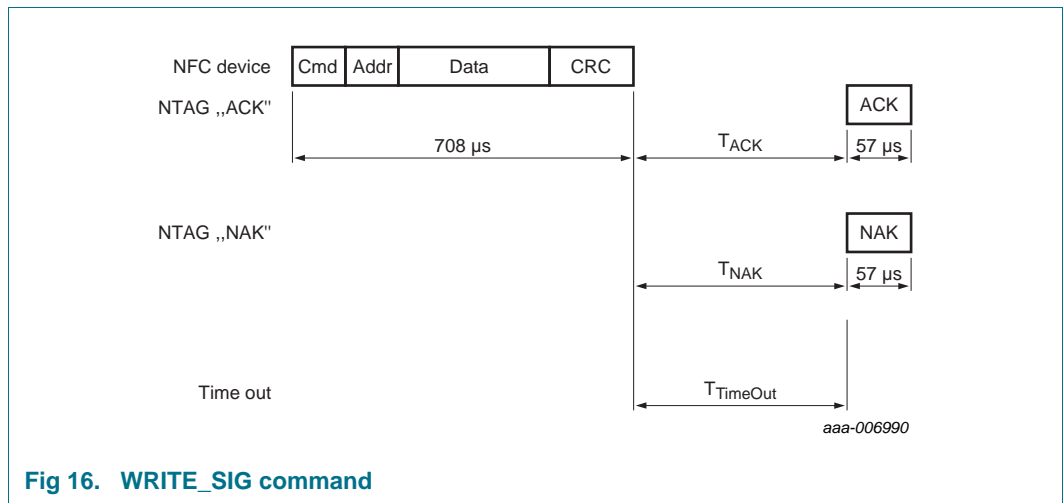 NFC device Cmd Addr Data CRC
NTAG ,,ACK" ACK
708 µs TACK 57 µs
NTAG ,,NAK" NAK
TNAK 57 µs
Time out TTimeOut
aaa-006990
Fig 16. WRITE_SIG command